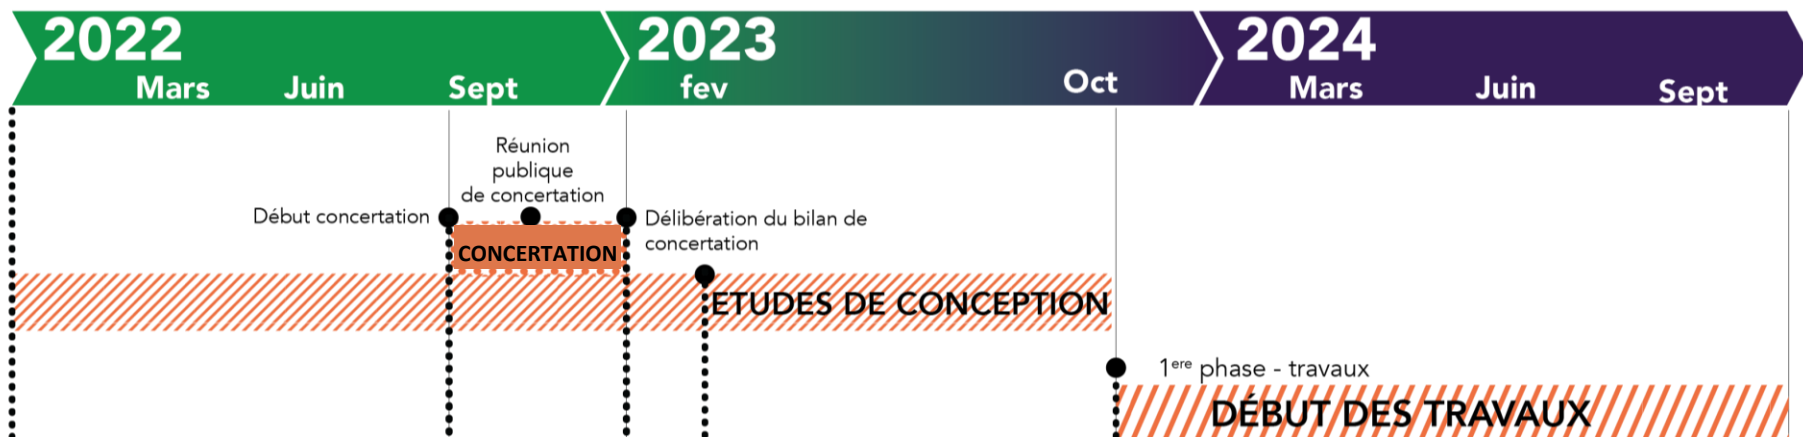 2022
2023
2024
Mars
Juin
Sept
fev
Oct
Mars
Juin
Sept
Réunion
publique
de concertation
Début concertation
Délibération du bilan de
concertation
CONCERTATION
ETUDES DE CONCEPTION
1ere phase - travaux
DÉBUT DES TRAVAUX